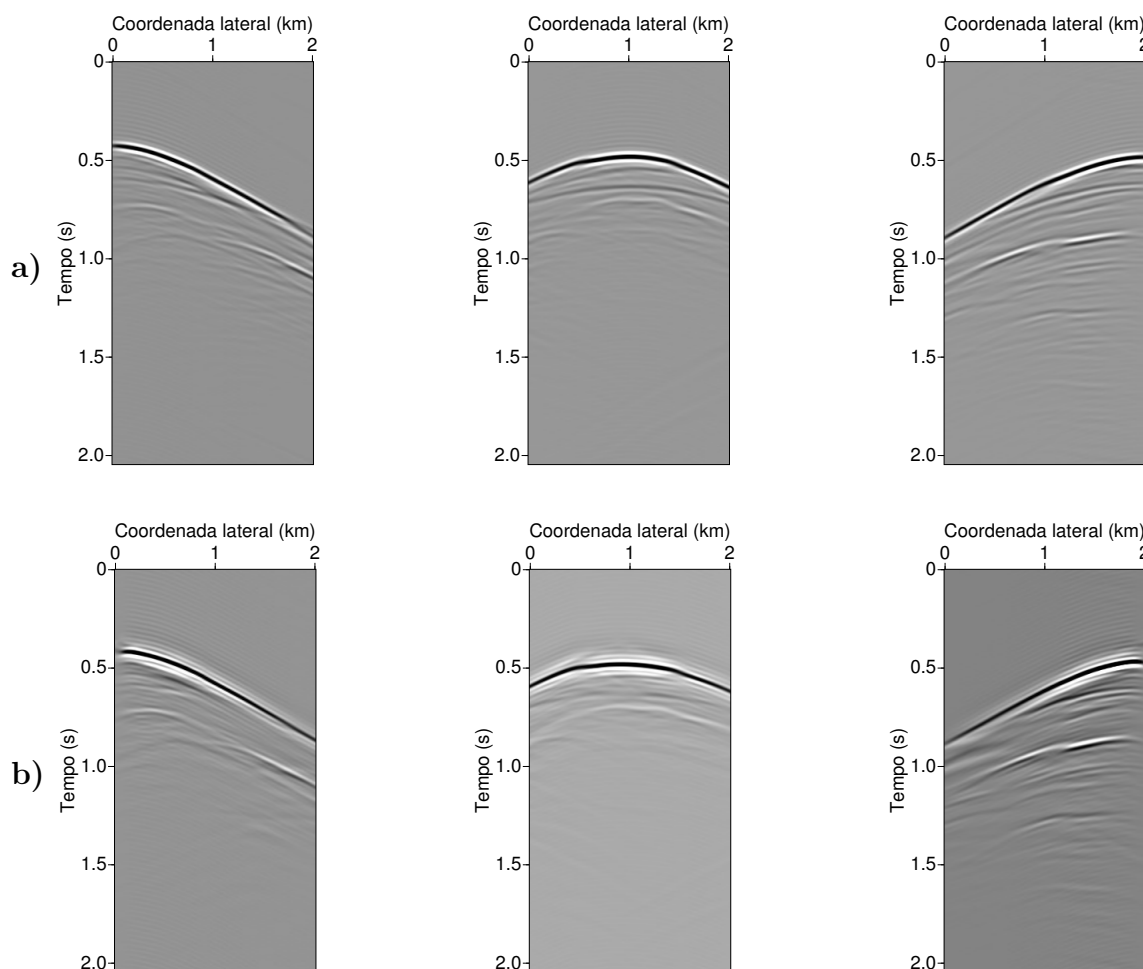 Coordenada lateral (km) Coordenada lateral (km) Coordenada lateral (km)
0 1 2 0 1 2 0 1 2
0 0 0
0.5 0.5 0.5
a) Tempo (s) 1.0 Tempo (s) 1.0 Tempo (s) 1.0
1.5 1.5 1.5
2.0 2.0 2.0
Coordenada lateral (km) Coordenada lateral (km) Coordenada lateral (km)
0 1 2 0 1 2 0 1 2
0 0 0
0.5 0.5 0.5
b) Tempo (s) 1.0 Tempo (s) 1.0 Tempo (s) 1.0
1.5 1.5 1.5
2.0 2.0 2.0